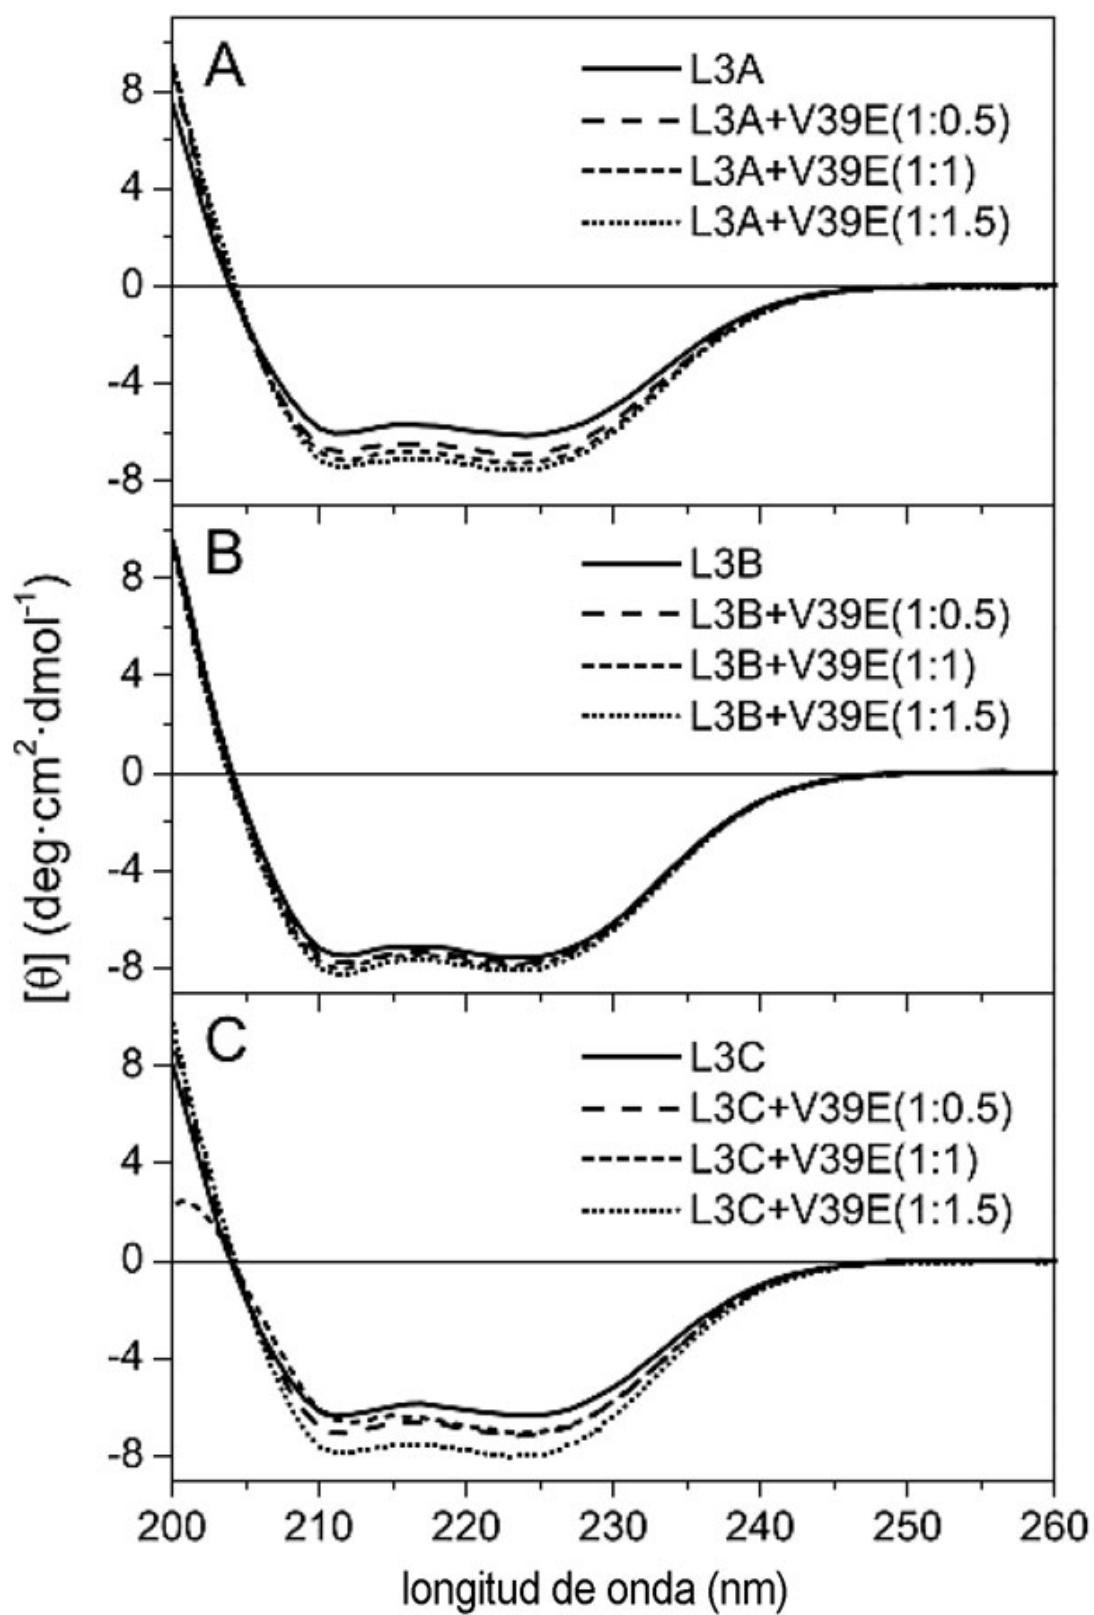 A
L3A
L3A+V39E(1:0.5)
L3A+V39E(1:1)
L3A+V39E(1:1.5)
8
4
0
-4
-8
B
L3B
L3B+V39E(1:0.5)
L3B+V39E(1:1)
L3B+V39E(1:1.5)
8
4
0
-4
-8
[θ] (deg·cm²·dmol⁻¹)
C
L3C
L3C+V39E(1:0.5)
L3C+V39E(1:1)
L3C+V39E(1:1.5)
8
4
0
-4
-8
200 210 220 230 240 250 260
longitud de onda (nm)